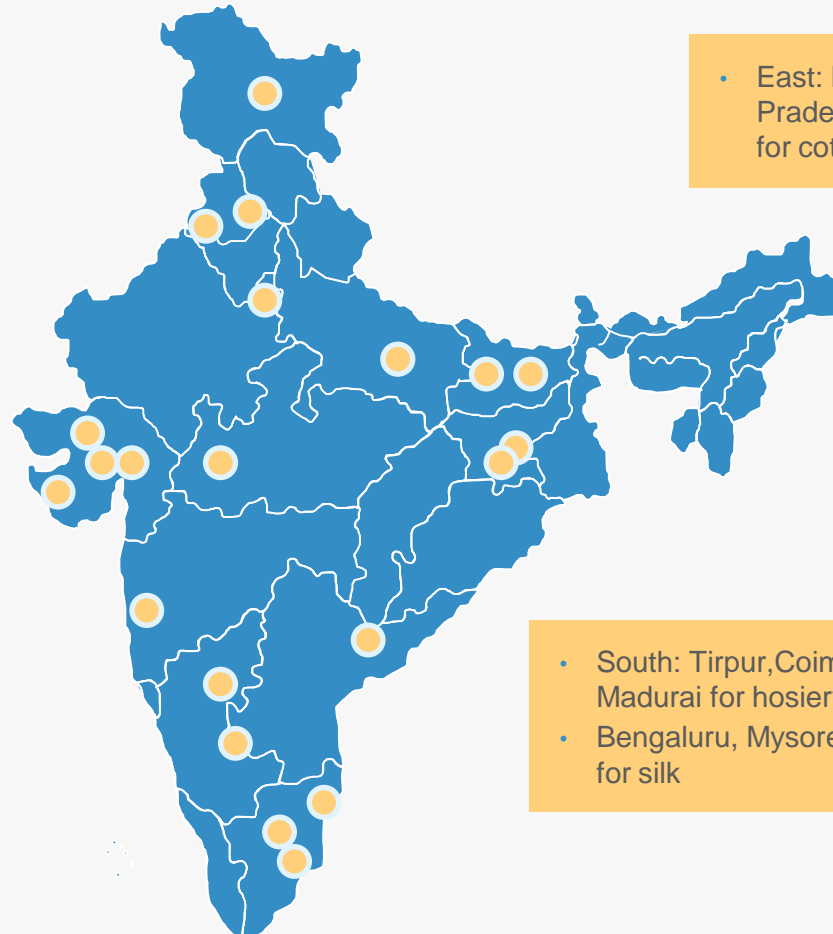 • East:
Prade
for cot
• South: Tirpur,Coim
Madurai for hosier
• Bengaluru, Mysore
for silk